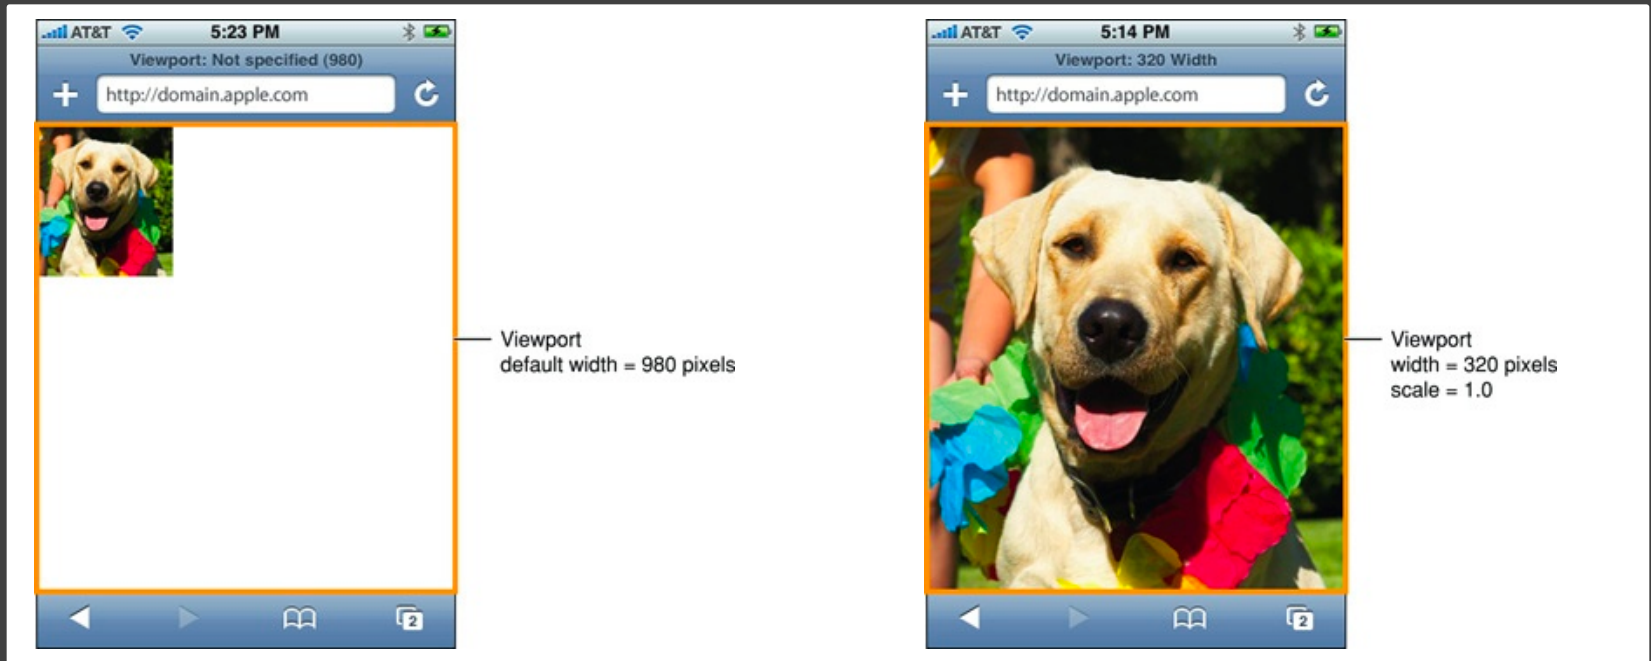 AT&T 5:23 PM
Viewport: Not specified (980)
http://domain.apple.com
Viewport
default width = 980 pixels
2
AT&T 5:14 PM
Viewport: 320 Width
http://domain.apple.com
Viewport
width = 320 pixels
scale = 1.0
2